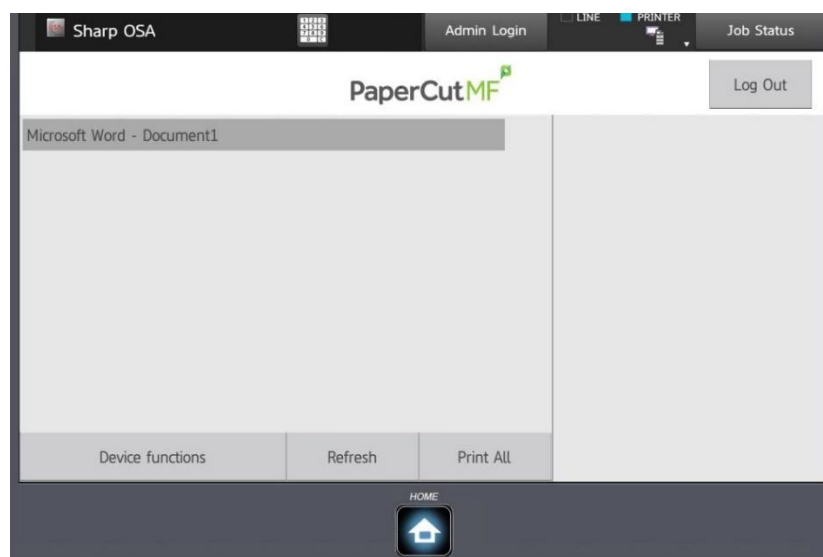 Sharp OSA
Admin Login
LINE
PRINTER
Job Status
PaperCutMF
Log Out
Microsoft Word - Document1
Device functions
Refresh
Print All
HOME